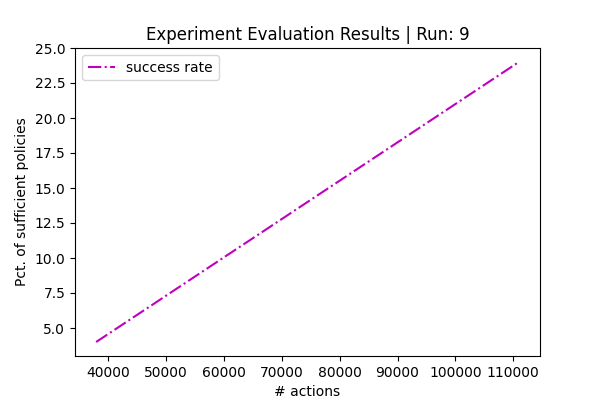 Experiment Evaluation Results | Run: 9
success rate
Pct. of sufficient policies
25.0
22.5
20.0
17.5
15.0
12.5
10.0
7.5
5.0
40000 50000 60000 70000 80000 90000 100000 110000
# actions